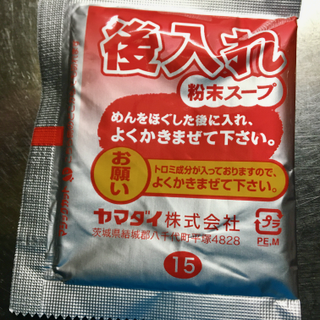 後入れ
粉末スープ
めんをほぐした後に入れ、
よくかきまぜて下さい。
お願い
トロミ成分が入っておりますので、
よくかきまぜて下さい。
ヤマダイ株式会社
茨城県結城郡八千代町平塚4828
プラ
PE,M
15